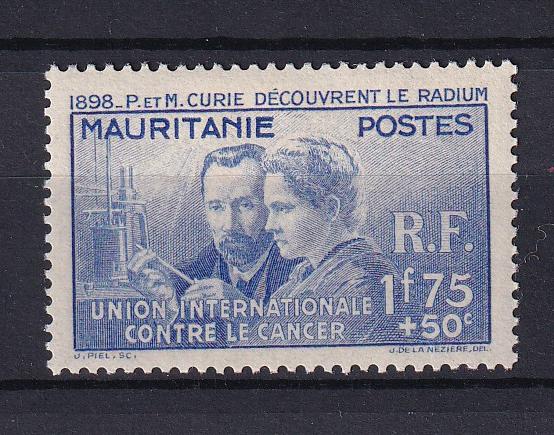 1898_P.ET M. CURIE DÉCOUVRENT LE RADIUM
MAURITANIE POSTES
R.F.
UNION INTERNATIONALE 1f75
CONTRE LE CANCER +50c
J. PIEL, SC. J. DE LA NEZIERE, DEL.